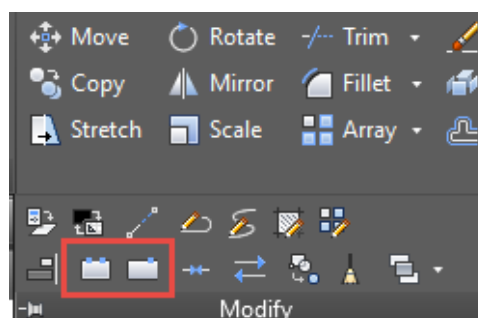 Move Rotate Trim
Copy Mirror Fillet
Stretch Scale Array
Modify